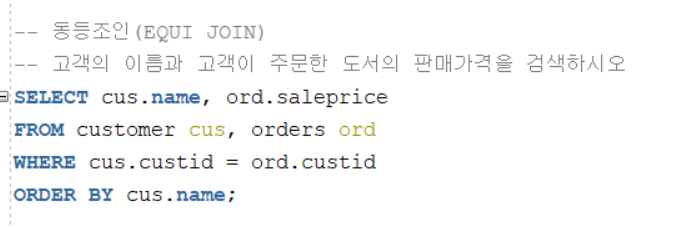 -- 동등조인(EQUI JOIN)
-- 고객의 이름과 고객이 주문한 도서의 판매가격을 검색하시오
SELECT cus.name, ord.saleprice
FROM customer cus, orders ord
WHERE cus.custid = ord.custid
ORDER BY cus.name;